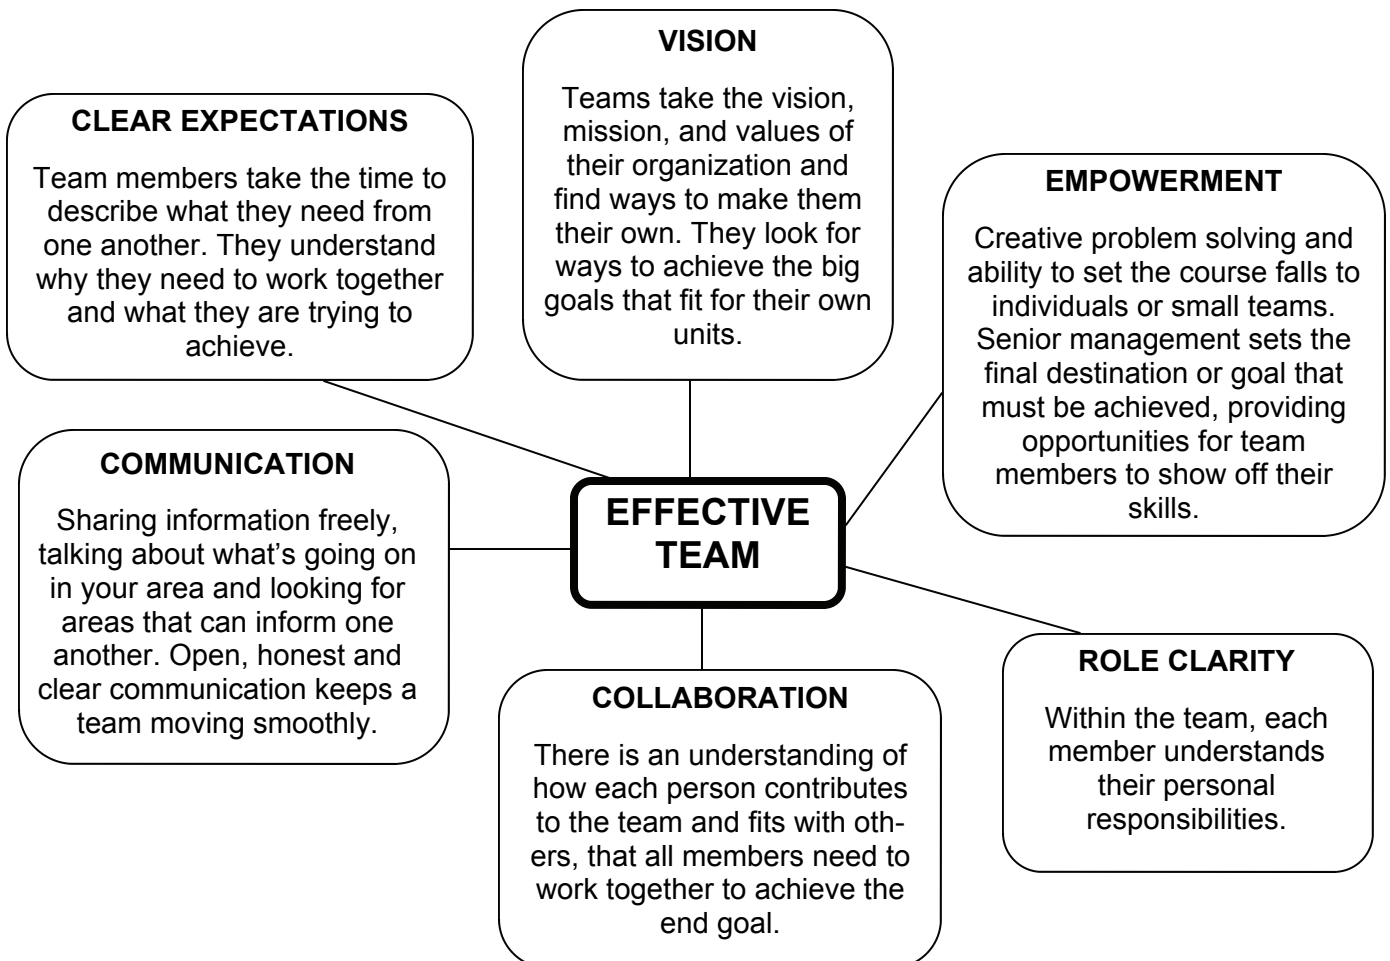 VISION
Teams take the vision,
mission, and values of
their organization and
find ways to make them
their own. They look for
ways to achieve the big
goals that fit for their own
units.
CLEAR EXPECTATIONS
Team members take the time to
describe what they need from
one another. They understand
why they need to work together
and what they are trying to
achieve.
EMPOWERMENT
Creative problem solving and
ability to set the course falls to
individuals or small teams.
Senior management sets the
final destination or goal that
must be achieved, providing
opportunities for team
members to show off their
skills.
COMMUNICATION
Sharing information freely,
talking about what’s going on
in your area and looking for
areas that can inform one
another. Open, honest and
clear communication keeps a
team moving smoothly.
EFFECTIVE
TEAM
COLLABORATION
There is an understanding of
how each person contributes
to the team and fits with oth-
ers, that all members need to
work together to achieve the
end goal.
ROLE CLARITY
Within the team, each
member understands
their personal
responsibilities.